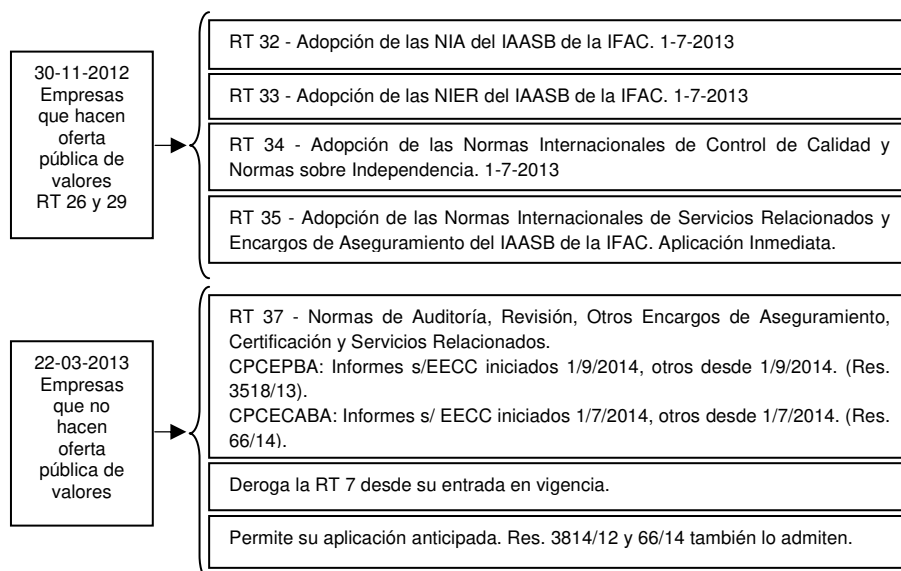 30-11-2012
Empresas
que hacen
oferta
pública de
valores
RT 26 y 29
RT 32 - Adopción de las NIA del IAASB de la IFAC. 1-7-2013
RT 33 - Adopción de las NIER del IAASB de la IFAC. 1-7-2013
RT 34 - Adopción de las Normas Internacionales de Control de Calidad y
Normas sobre Independencia. 1-7-2013
RT 35 - Adopción de las Normas Internacionales de Servicios Relacionados y
Encargos de Aseguramiento del IAASB de la IFAC. Aplicación Inmediata.
22-03-2013
Empresas
que no
hacen
oferta
pública de
valores
RT 37 - Normas de Auditoría, Revisión, Otros Encargos de Aseguramiento,
Certificación y Servicios Relacionados.
CPCEPBA: Informes s/EECC iniciados 1/9/2014, otros desde 1/9/2014. (Res.
3518/13).
CPCECABA: Informes s/ EECC iniciados 1/7/2014, otros desde 1/7/2014. (Res.
66/14).
Deroga la RT 7 desde su entrada en vigencia.
Permite su aplicación anticipada. Res. 3814/12 y 66/14 también lo admiten.